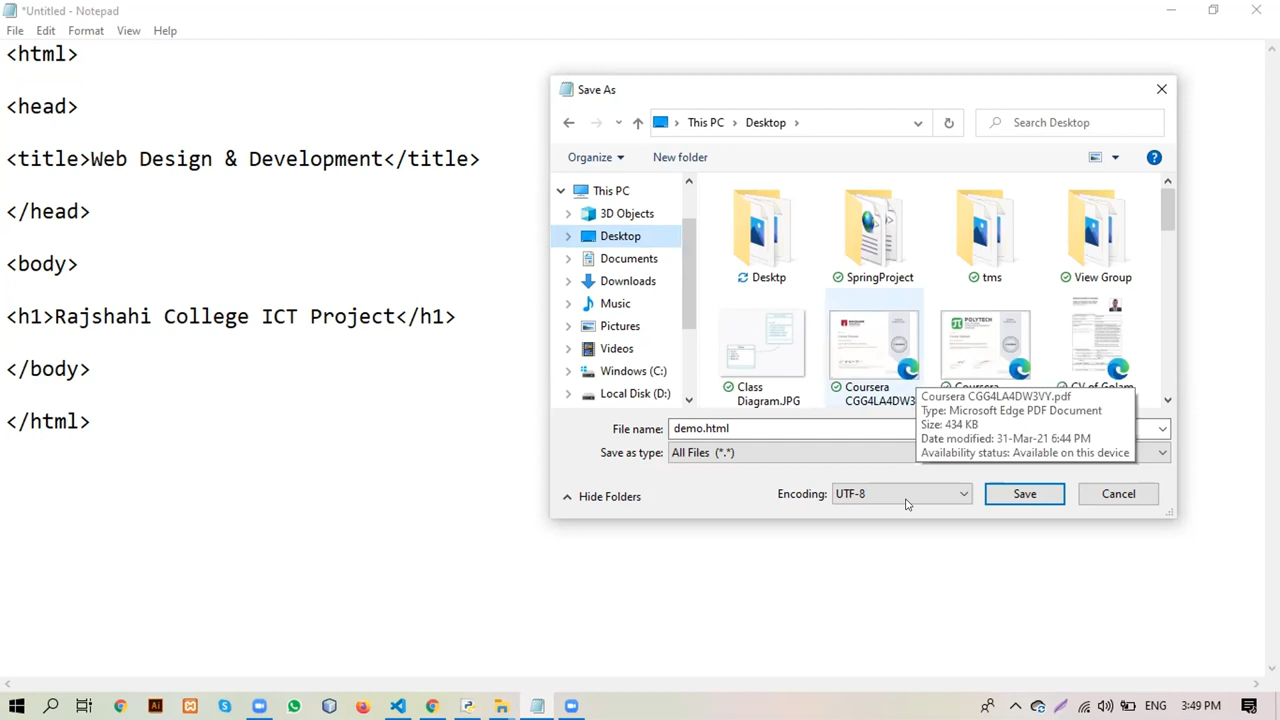 *Untitled - Notepad
File Edit Format View Help
<html>
<head>
<title>Web Design & Development</title>
</head>
<body>
<h1>Rajshahi College ICT Project</h1>
</body>
</html>
Save As
This PC Desktop
Search Desktop
Organize New folder
This PC
3D Objects
Desktop
Documents
Downloads
Music
Pictures
Videos
Windows (C:)
Local Disk (D:)
Desktp SpringProject tms View Group
Class Diagram.JPG
Coursera CGG4LA4DW3
Coursera
CV of Golam
Coursera CGG4LA4DW3VY.pdf
Type: Microsoft Edge PDF Document
Size: 434 KB
Date modified: 31-Mar-21 6:44 PM
Availability status: Available on this device
File name: demo.html
Save as type: All Files (*.*)
Hide Folders Encoding: UTF-8 Save Cancel
ENG 3:49 PM